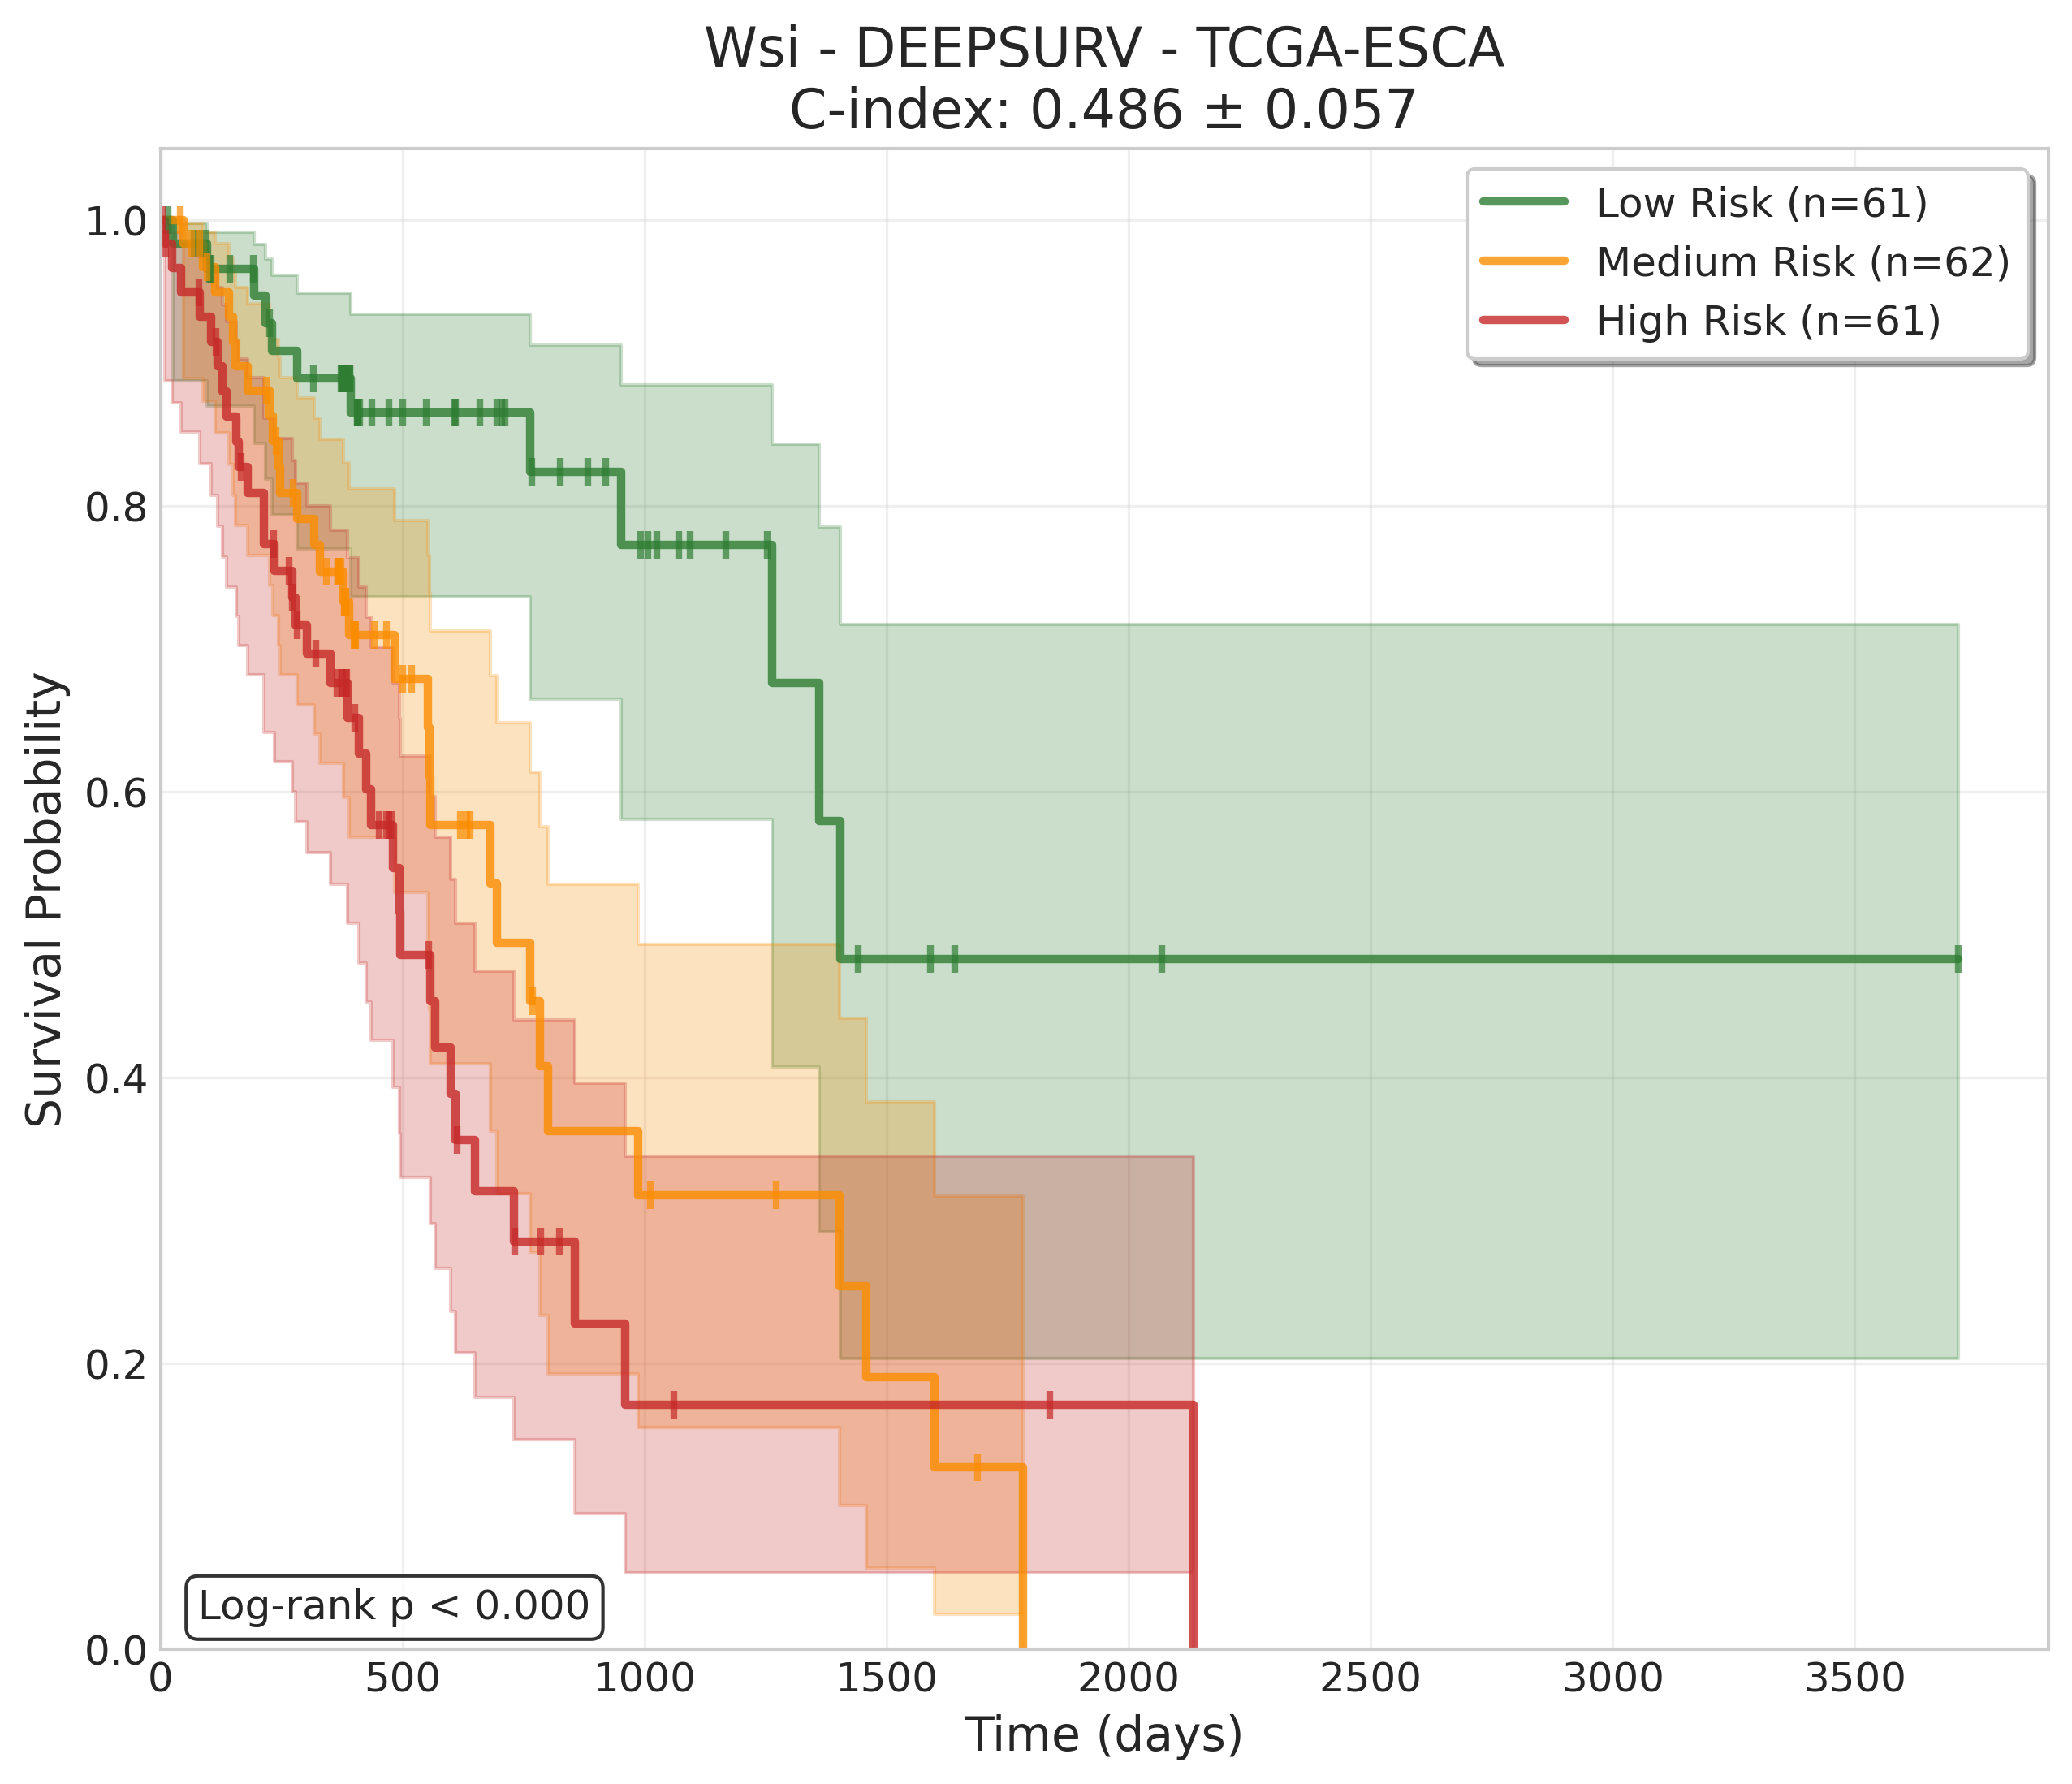 Wsi - DEEPSURV - TCGA-ESCA
C-index: 0.486 ± 0.057
Low Risk (n=61)
Medium Risk (n=62)
High Risk (n=61)
Survival Probability
1.0
0.8
0.6
0.4
0.2
0.0
Log-rank p < 0.000
0 500 1000 1500 2000 2500 3000 3500
Time (days)